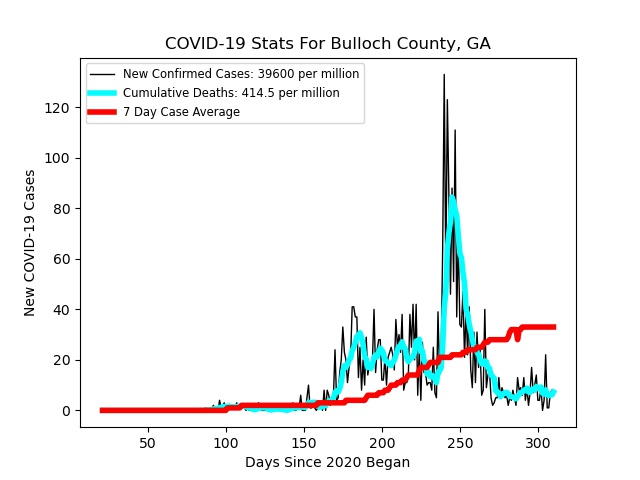 COVID-19 Stats For Bulloch County, GA
New Confirmed Cases: 39600 per million
Cumulative Deaths: 414.5 per million
7 Day Case Average
New COVID-19 Cases
120
100
80
60
40
20
0
50 100 150 200 250 300
Days Since 2020 Began